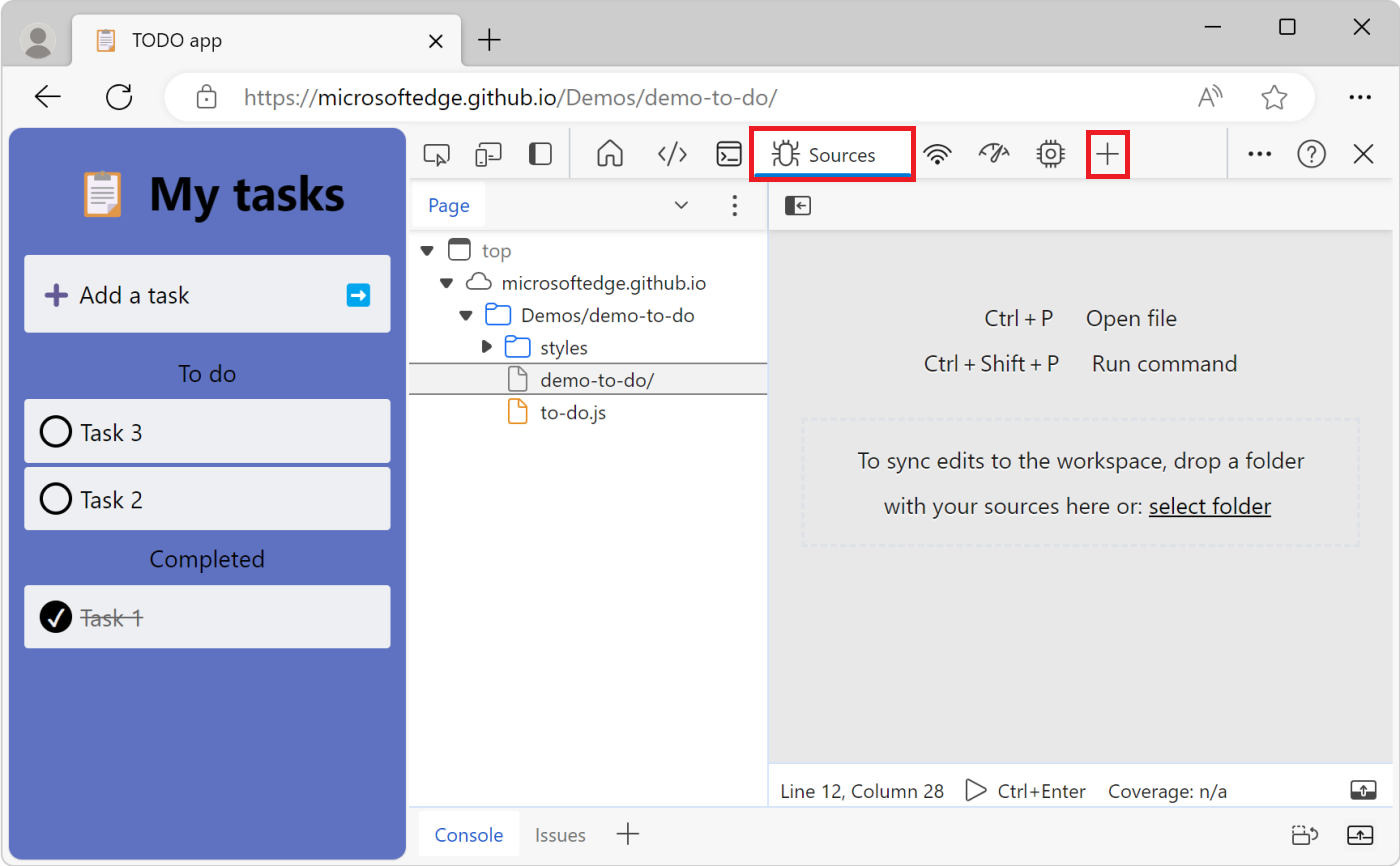 TODO app
https://microsoftedge.github.io/Demos/demo-to-do/
My tasks
Add a task
To do
Task 3
Task 2
Completed
Task 1
Sources
Page
top
microsoftedge.github.io
Demos/demo-to-do
styles
demo-to-do/
to-do.js
Ctrl + P Open file
Ctrl + Shift + P Run command
To sync edits to the workspace, drop a folder
with your sources here or: select folder
Line 12, Column 28 Ctrl+Enter Coverage: n/a
Console Issues